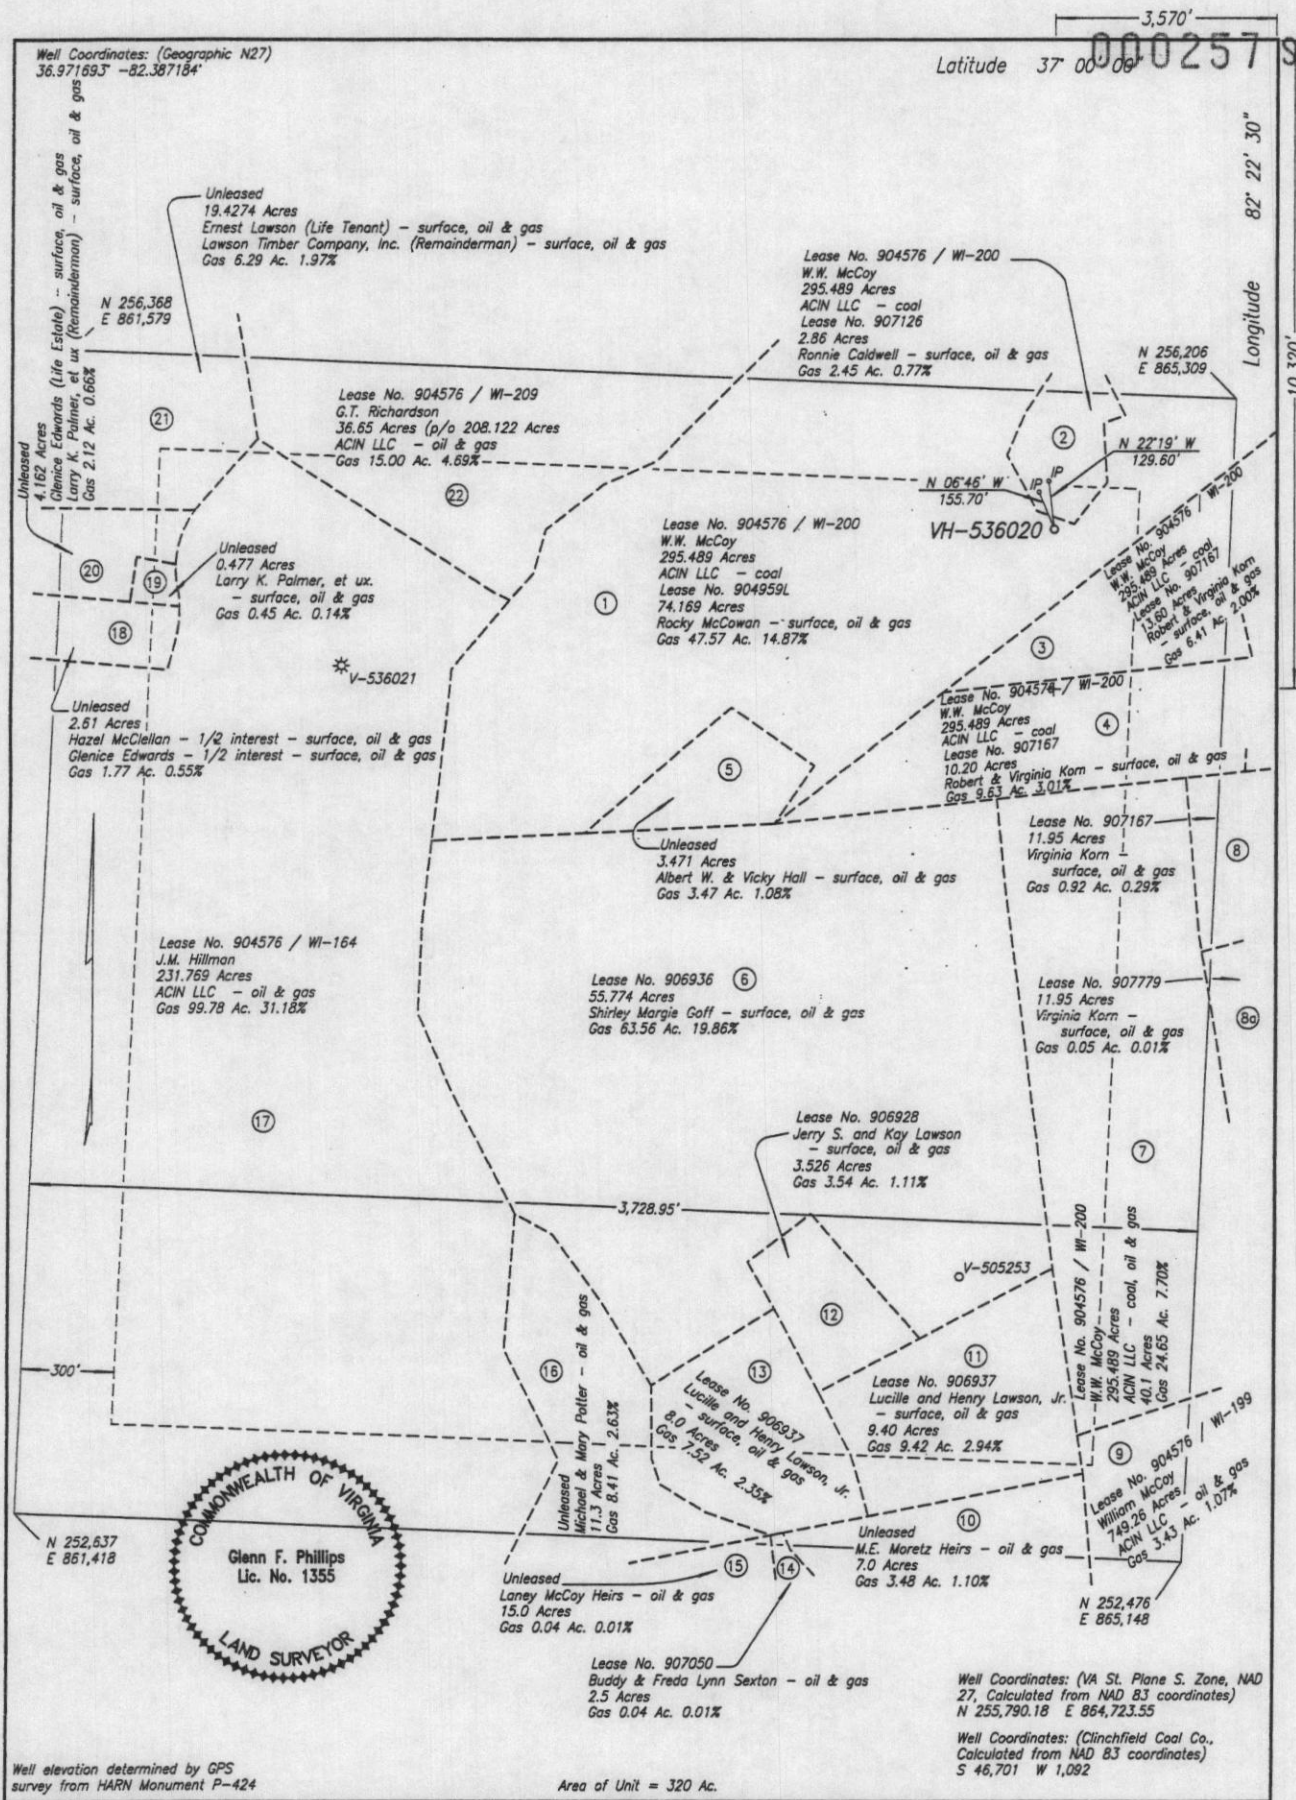 3,570'
000257
Well Coordinates: (Geographic N27)
36.971693° -82.387184°
Latitude 37° 00' 00"
82° 22' 30"
Longitude
10,320'
Unleased
4.162 Acres
Glenice Edwards (Life Estate) - surface, oil & gas
Larry K. Palmer, et ux (Remainderman) - surface, oil & gas
Gas 2.12 Ac. 0.66%
Unleased
19.4274 Acres
Ernest Lawson (Life Tenant) - surface, oil & gas
Lawson Timber Company, Inc. (Remainderman) - surface, oil & gas
Gas 6.29 Ac. 1.97%
N 256,368
E 861,579
Lease No. 904576 / WI-200
W.W. McCoy
295.489 Acres
ACIN LLC - coal
Lease No. 907126
2.86 Acres
Ronnie Caldwell - surface, oil & gas
Gas 2.45 Ac. 0.77%
N 256,206
E 865,309
21
Lease No. 904576 / WI-209
G.T. Richardson
36.65 Acres (p/o 208.122 Acres
ACIN LLC - oil & gas
Gas 15.00 Ac. 4.69%
22
2
N 22°19' W
129.60'
N 06°46' W
155.70'
IP
IP
VH-536020
20
19
18
Unleased
0.477 Acres
Larry K. Palmer, et ux.
- surface, oil & gas
Gas 0.45 Ac. 0.14%
1
Lease No. 904576 / WI-200
W.W. McCoy
295.489 Acres
ACIN LLC - coal
Lease No. 904959L
74.169 Acres
Rocky McCowan - surface, oil & gas
Gas 47.57 Ac. 14.87%
Lease No. 904576 / WI-200
W.W. McCoy
295.489 Acres
ACIN LLC - coal
Lease No. 907167
13.60 Acres
Robert & Virginia Korn
- surface, oil & gas
Gas 6.41 Ac. 2.00%
3
V-536021
Unleased
2.61 Acres
Hazel McClellan - 1/2 interest - surface, oil & gas
Glenice Edwards - 1/2 interest - surface, oil & gas
Gas 1.77 Ac. 0.55%
Lease No. 904576 / WI-200
W.W. McCoy
295.489 Acres
ACIN LLC - coal
Lease No. 907167
10.20 Acres
Robert & Virginia Korn - surface, oil & gas
Gas 9.63 Ac. 3.01%
4
5
Unleased
3.471 Acres
Albert W. & Vicky Hall - surface, oil & gas
Gas 3.47 Ac. 1.08%
Lease No. 907167
11.95 Acres
Virginia Korn -
surface, oil & gas
Gas 0.92 Ac. 0.29%
8
Lease No. 904576 / WI-164
J.M. Hillman
231.769 Acres
ACIN LLC - oil & gas
Gas 99.78 Ac. 31.18%
Lease No. 906936 6
55.774 Acres
Shirley Margie Goff - surface, oil & gas
Gas 63.56 Ac. 19.86%
Lease No. 907779
11.95 Acres
Virginia Korn -
surface, oil & gas
Gas 0.05 Ac. 0.01%
8a
17
Lease No. 906928
Jerry S. and Kay Lawson
- surface, oil & gas
3.526 Acres
Gas 3.54 Ac. 1.11%
7
3,728.95'
V-505253
12
300'
16
Unleased
Michael & Mary Potter - oil & gas
11.3 Acres
Gas 8.41 Ac. 2.63%
13
Lease No. 906937
Lucille and Henry Lawson, Jr.
- surface, oil & gas
8.0 Acres
Gas 7.52 Ac. 2.35%
11
Lease No. 906937
Lucille and Henry Lawson, Jr.
- surface, oil & gas
9.40 Acres
Gas 9.42 Ac. 2.94%
Lease No. 904576 / WI-200
W.W. McCoy
295.489 Acres
ACIN LLC - coal, oil & gas
40.1 Acres
Gas 24.65 Ac. 7.70%
9
Lease No. 904576 / WI-199
William McCoy
749.26 Acres
ACIN LLC - oil & gas
Gas 3.43 Ac. 1.07%
COMMONWEALTH OF VIRGINIA
Glenn F. Phillips
Lic. No. 1355
LAND SURVEYOR
N 252,637
E 861,418
10
Unleased
M.E. Moretz Heirs - oil & gas
7.0 Acres
Gas 3.48 Ac. 1.10%
15
14
Unleased
Laney McCoy Heirs - oil & gas
15.0 Acres
Gas 0.04 Ac. 0.01%
N 252,476
E 865,148
Lease No. 907050
Buddy & Freda Lynn Sexton - oil & gas
2.5 Acres
Gas 0.04 Ac. 0.01%
Well Coordinates: (VA St. Plane S. Zone, NAD
27, Calculated from NAD 83 coordinates)
N 255,790.18 E 864,723.55
Well Coordinates: (Clinchfield Coal Co.,
Calculated from NAD 83 coordinates)
S 46,701 W 1,092
Well elevation determined by GPS
survey from HARN Monument P-424
Area of Unit = 320 Ac.